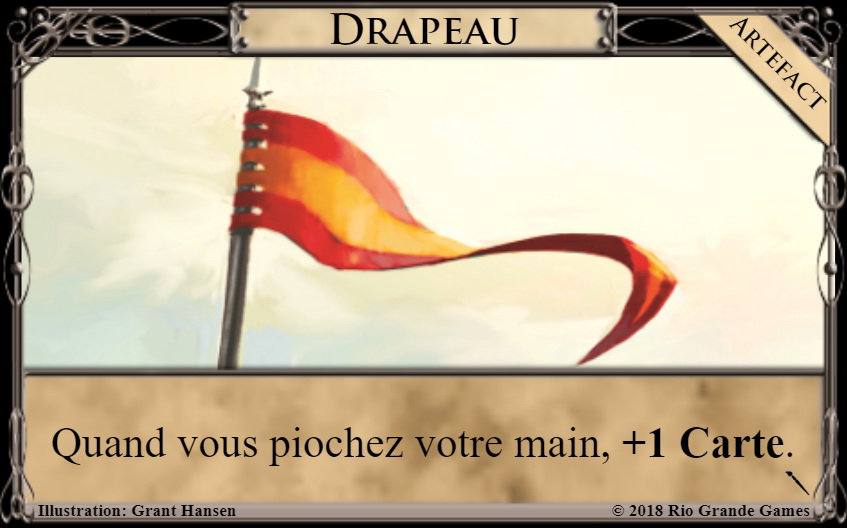 Drapeau
Artefact
Quand vous piochez votre main, +1 Carte.
Illustration: Grant Hansen
© 2018 Rio Grande Games